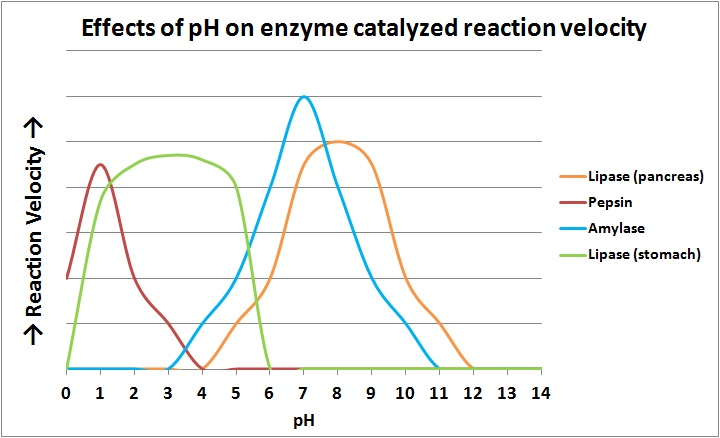 Effects of pH on enzyme catalyzed reaction velocity
→ Reaction Velocity →
Lipase (pancreas)
Pepsin
Amylase
Lipase (stomach)
0 1 2 3 4 5 6 7 8 9 10 11 12 13 14
pH